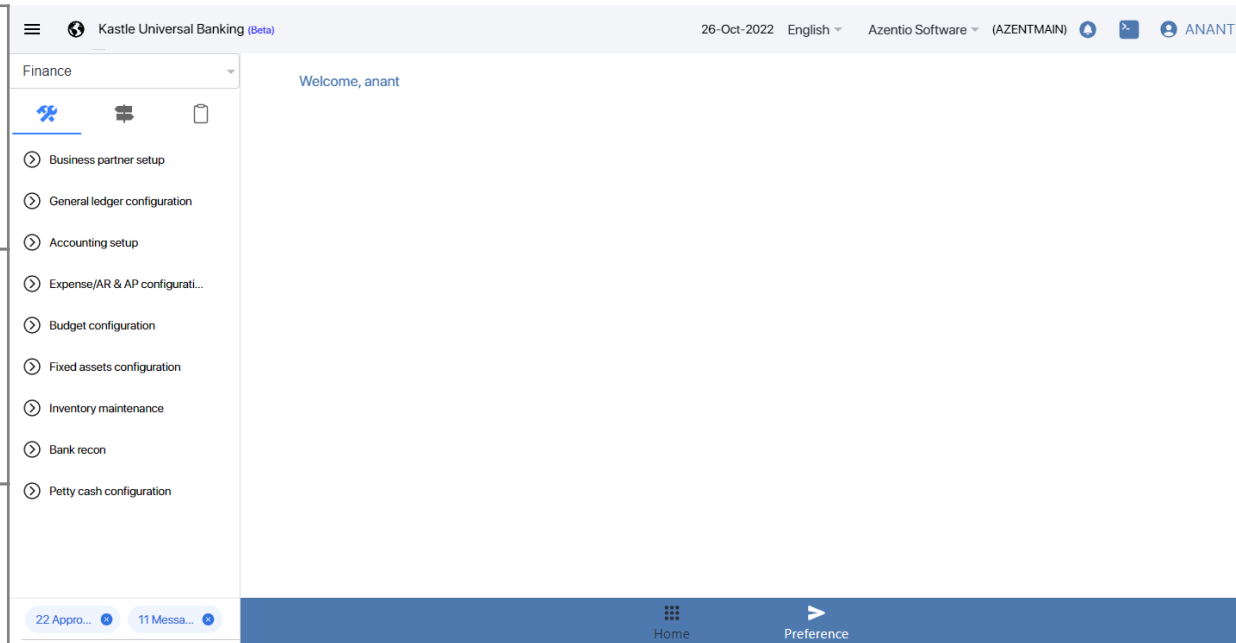 Kastle Universal Banking (Beta)
26-Oct-2022 English Azentio Software (AZENTMAIN) ANANT
Finance
Welcome, anant
Business partner setup
General ledger configuration
Accounting setup
Expense/AR & AP configurati...
Budget configuration
Fixed assets configuration
Inventory maintenance
Bank recon
Petty cash configuration
22 Appro... 11 Messa...
Home Preference